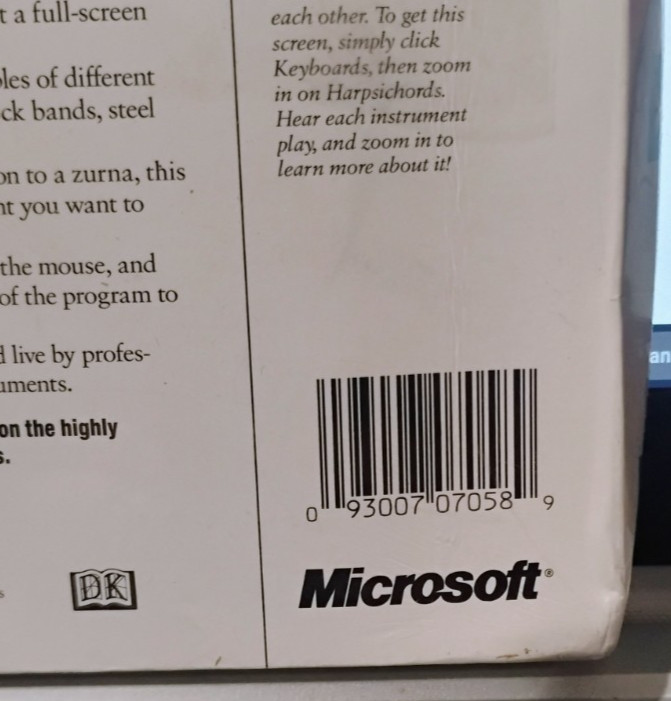 t a full-screen
les of different
ck bands, steel
on to a zurna, this
nt you want to
the mouse, and
of the program to
d live by profes-
uments.
on the highly
s.
s
DK
each other. To get this
screen, simply click
Keyboards, then zoom
in on Harpsichords.
Hear each instrument
play, and zoom in to
learn more about it!
0 93007 07058 9
Microsoft®
an